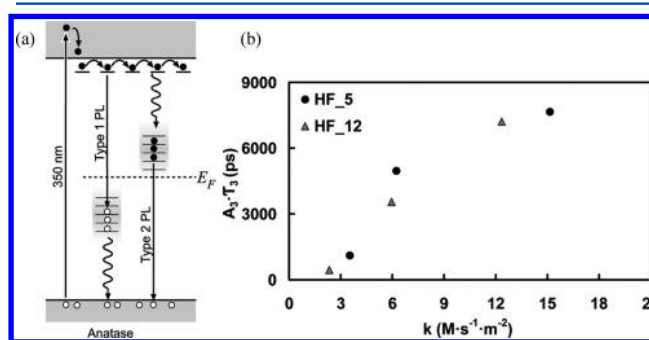 (a)
350 nm
Type 1 PL
Type 2 PL
E_F
Anatase
(b)
HF_5
HF_12
A₃·T₃ (ps)
9000
6000
3000
0
0 3 6 9 12 15 18 21
k (M·s⁻¹·m⁻²)